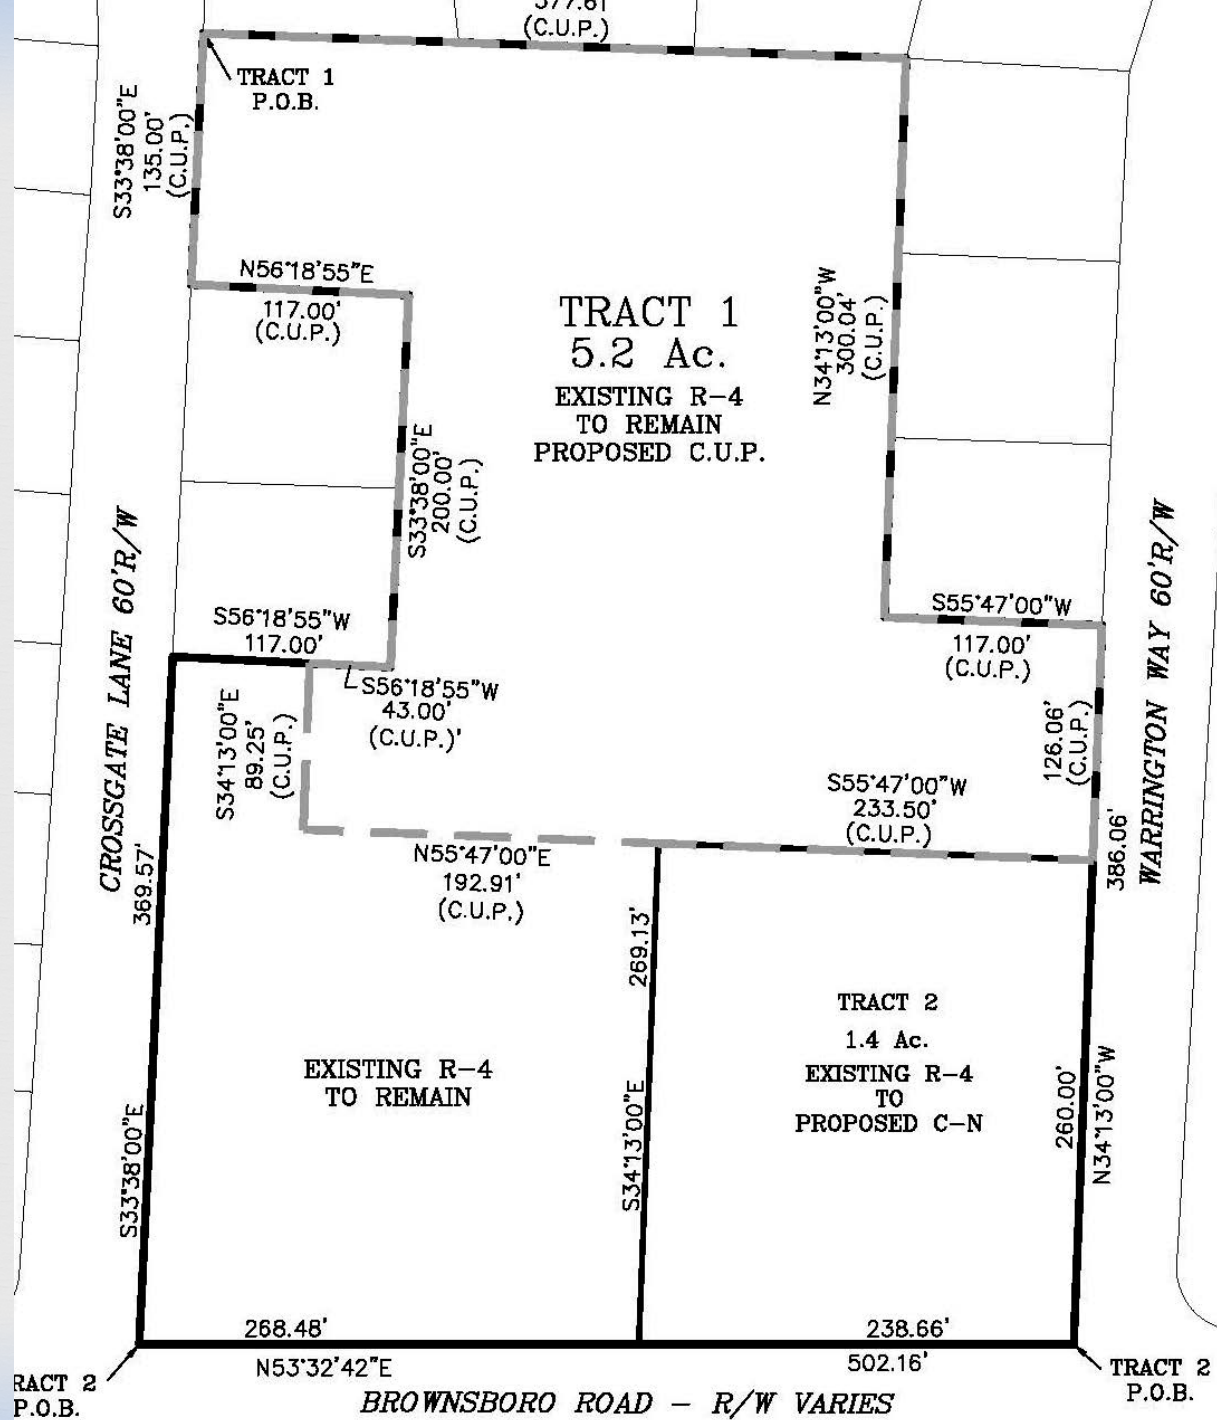 377.61'
(C.U.P.)
TRACT 1
P.O.B.
S33°38'00"E
135.00'
(C.U.P.)
N56°18'55"E
117.00'
(C.U.P.)
TRACT 1
5.2 Ac.
EXISTING R-4
TO REMAIN
PROPOSED C.U.P.
N34°13'00"W
300.04'
(C.U.P.)
S33°38'00"E
200.00'
(C.U.P.)
CROSSGATE LANE 60'R/W
WARRINGTON WAY 60'R/W
S56°18'55"W
117.00'
S55°47'00"W
117.00'
(C.U.P.)
S56°18'55"W
43.00'
(C.U.P.)'
S34°13'00"E
89.25'
(C.U.P.)
126.06'
(C.U.P.)
S55°47'00"W
233.50'
(C.U.P.)
386.06'
N55°47'00"E
192.91'
(C.U.P.)
369.57'
269.13'
TRACT 2
1.4 Ac.
EXISTING R-4
TO
PROPOSED C-N
EXISTING R-4
TO REMAIN
S33°38'00"E
S34°13'00"E
260.00'
N34°13'00"W
268.48'
238.66'
N53°32'42"E
502.16'
RACT 2
P.O.B.
BROWNSBORO ROAD - R/W VARIES
TRACT 2
P.O.B.